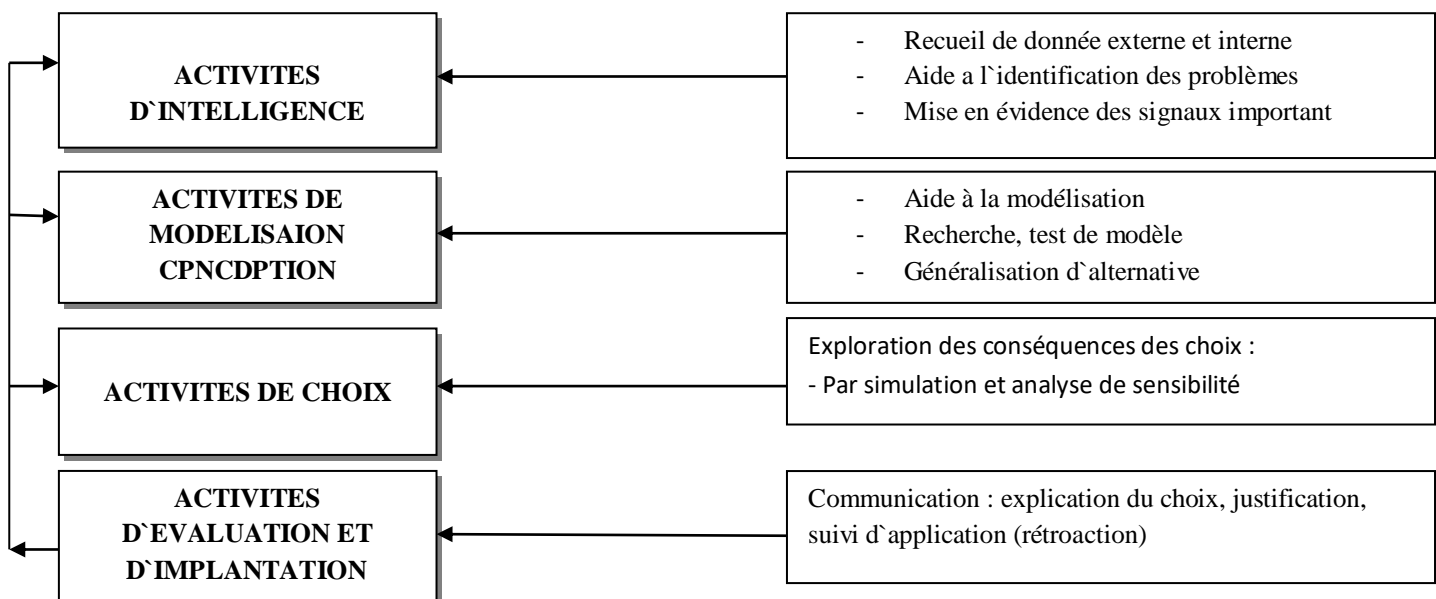 ACTIVITES
D`INTELLIGENCE
- Recueil de donnée externe et interne
- Aide a l`identification des problèmes
- Mise en évidence des signaux important
ACTIVITES DE
MODELISAION
CPNCDPTION
- Aide à la modélisation
- Recherche, test de modèle
- Généralisation d`alternative
ACTIVITES DE CHOIX
Exploration des conséquences des choix :
- Par simulation et analyse de sensibilité
ACTIVITES
D`EVALUATION ET
D`IMPLANTATION
Communication : explication du choix, justification,
suivi d`application (rétroaction)